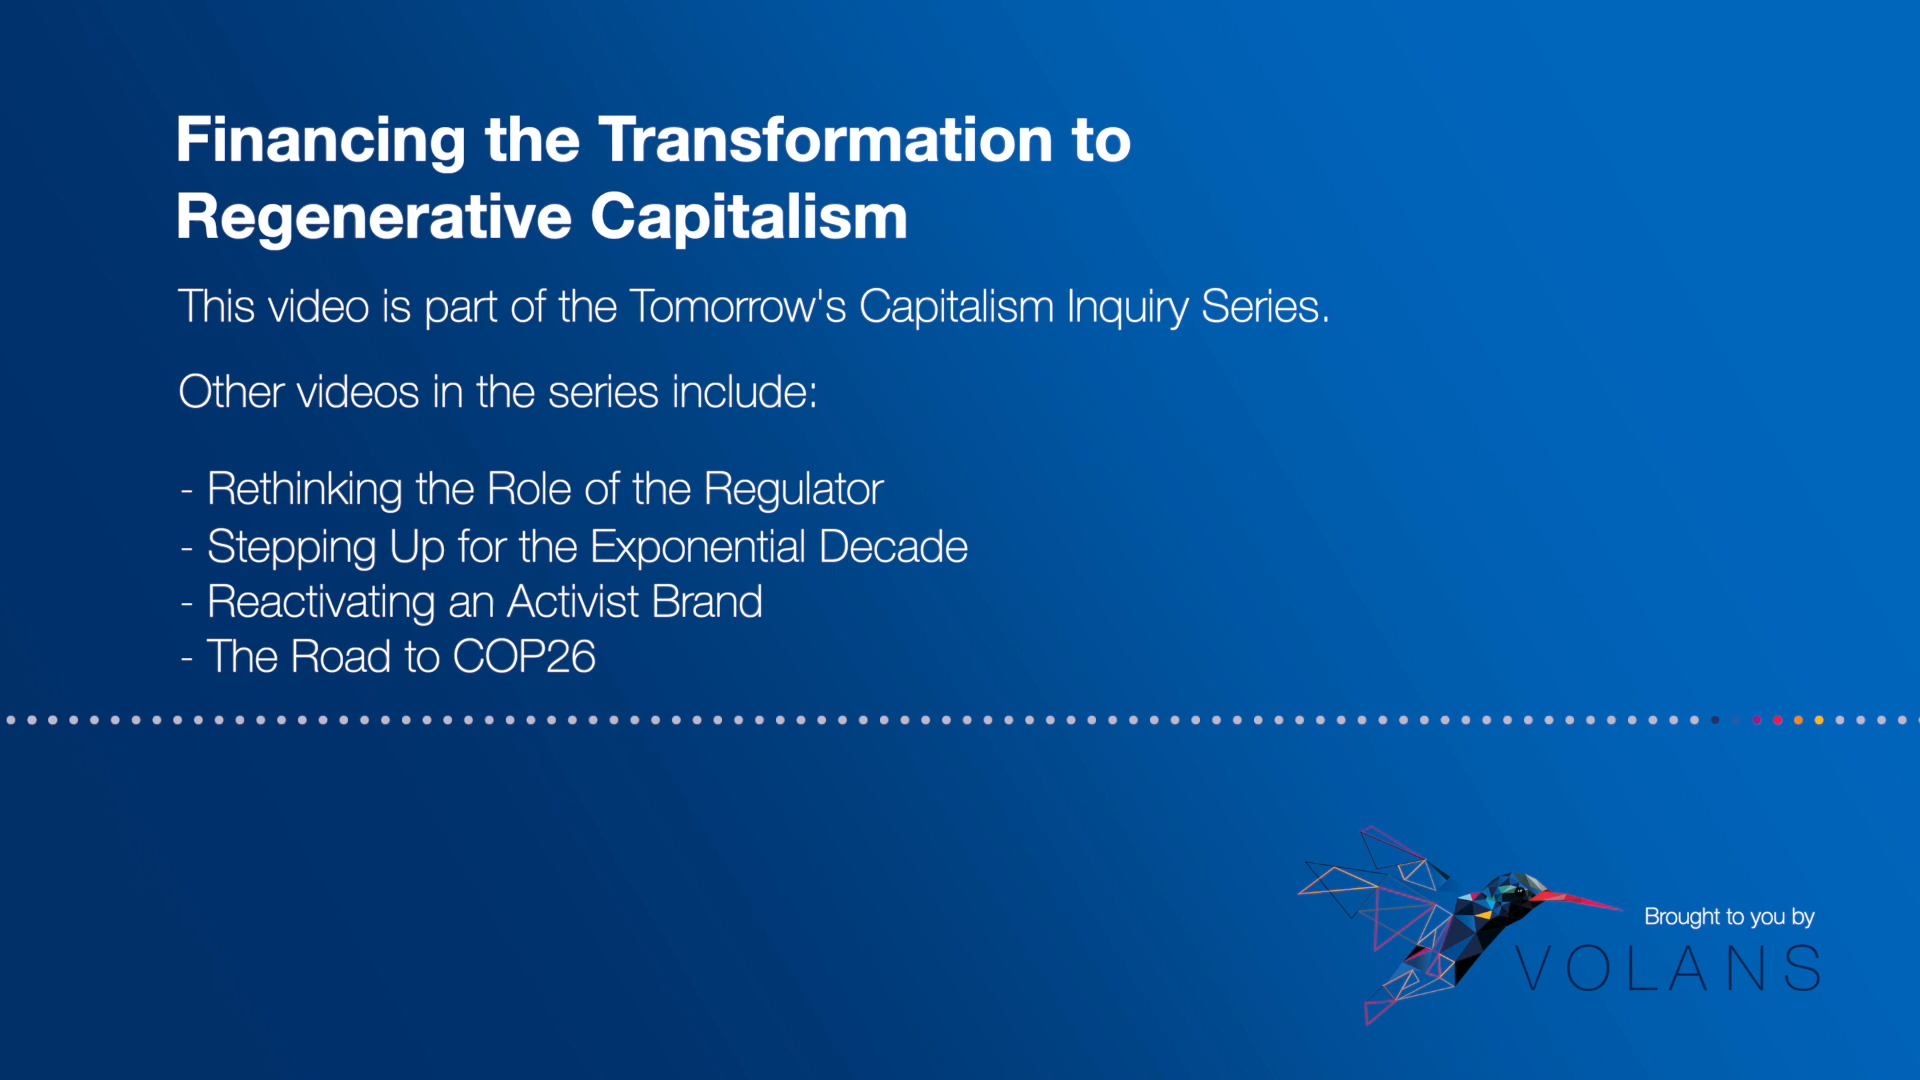 Financing the Transformation to
Regenerative Capitalism
This video is part of the Tomorrow's Capitalism Inquiry Series.
Other videos in the series include:
- Rethinking the Role of the Regulator
- Stepping Up for the Exponential Decade
- Reactivating an Activist Brand
- The Road to COP26
Brought to you by
VOLANS